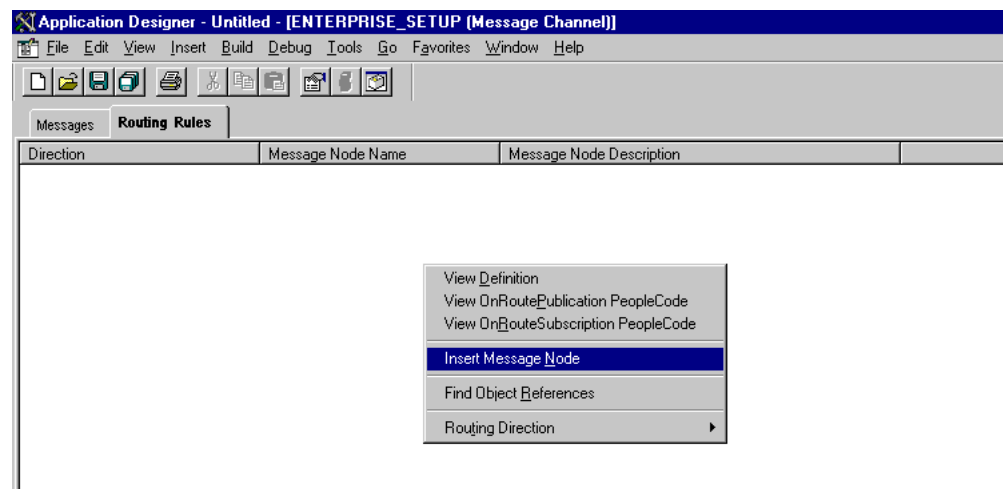 Application Designer - Untitled - [ENTERPRISE_SETUP (Message Channel)]
File Edit View Insert Build Debug Tools Go Favorites Window Help
Messages Routing Rules
Direction Message Node Name Message Node Description
View Definition
View OnRoutePublication PeopleCode
View OnRouteSubscription PeopleCode
Insert Message Node
Find Object References
Routing Direction